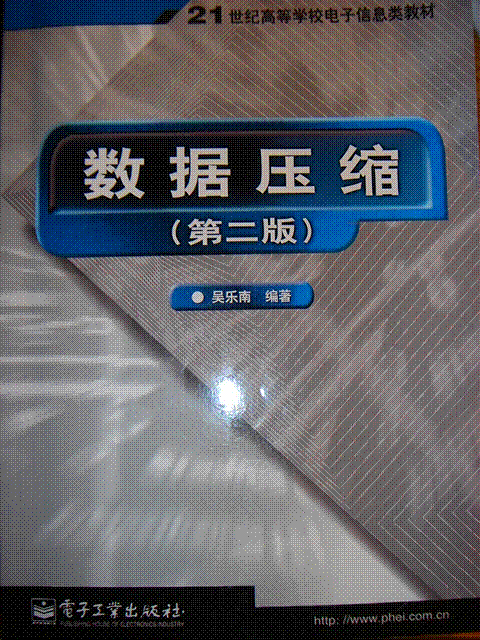 21世纪高等学校电子信息类教材
数据压缩
（第二版）
● 吴乐南 编著
電子工業出版社·
PUBLISHING HOUSE OF ELECTRONICS INDUSTRY
http: //www.phei.com.cn